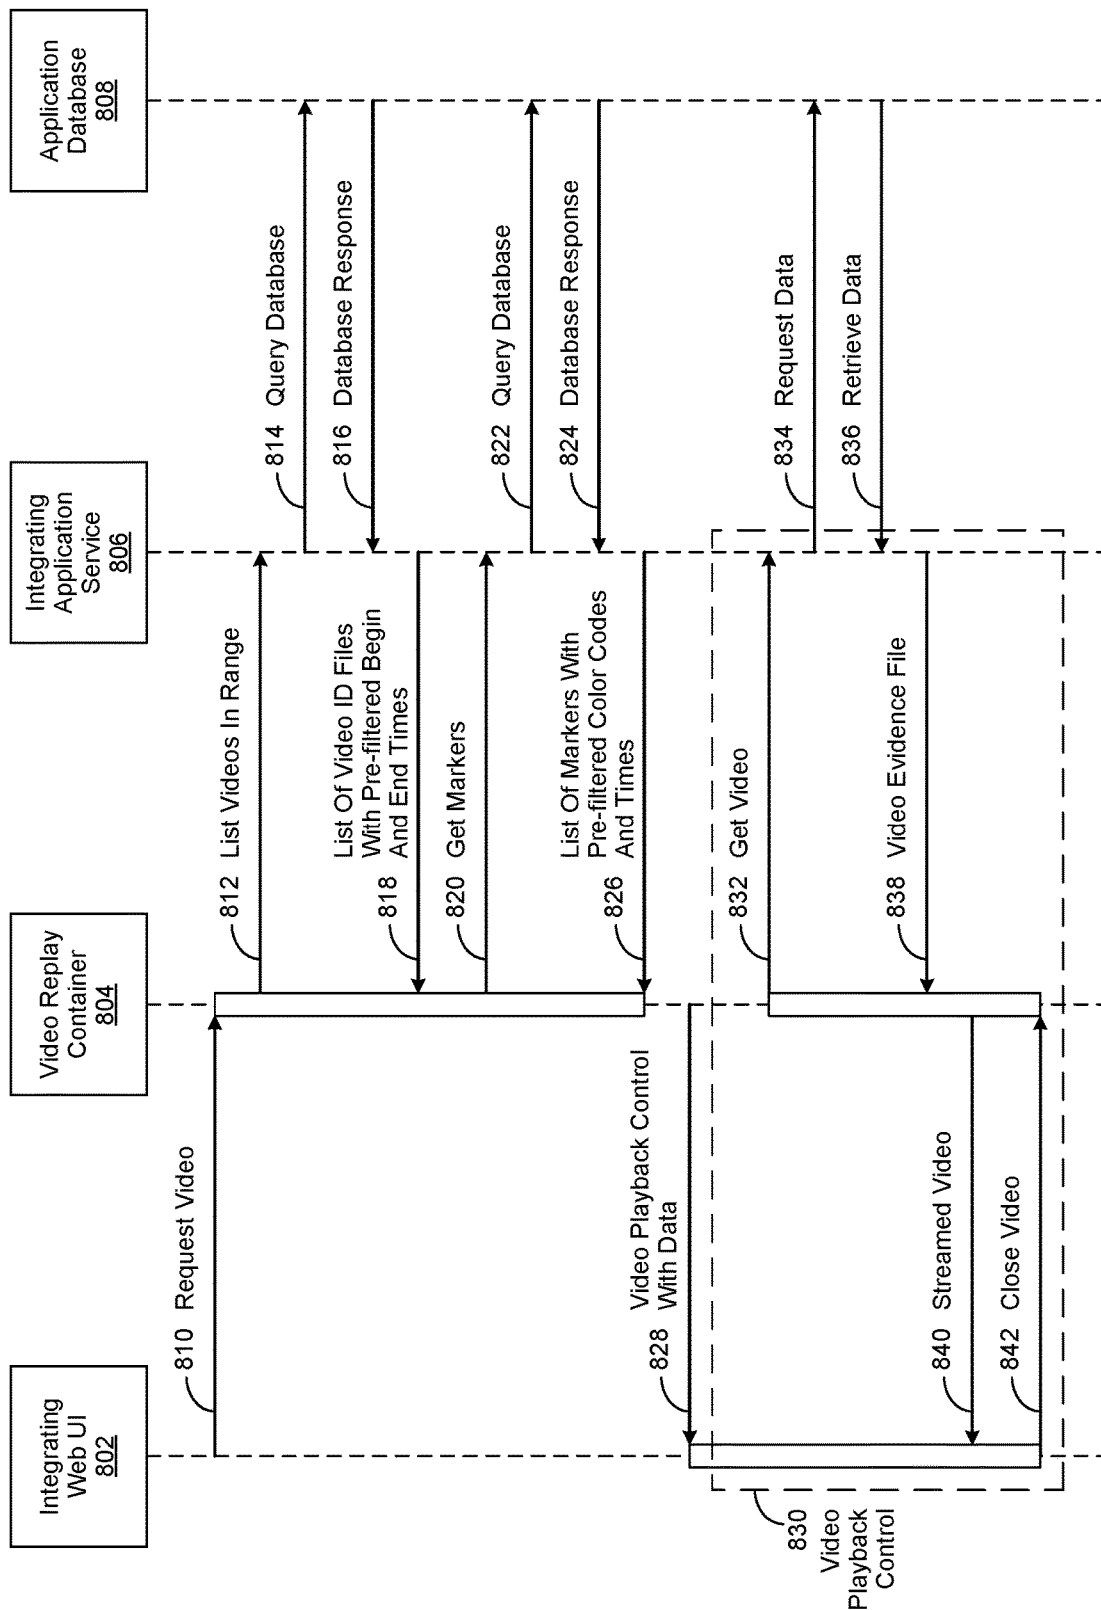 Integrating
Web UI
802
Video Replay
Container
804
Integrating
Application
Service
806
Application
Database
808
810 Request Video
812 List Videos In Range
814 Query Database
816 Database Response
List Of Video ID Files
With Pre-filtered Begin
818 And End Times
820 Get Markers
822 Query Database
824 Database Response
List Of Markers With
Pre-filtered Color Codes
826 And Times
Video Playback Control
828 With Data
830 Video
Playback
Control
832 Get Video
834 Request Data
836 Retrieve Data
838 Video Evidence File
840 Streamed Video
842 Close Video